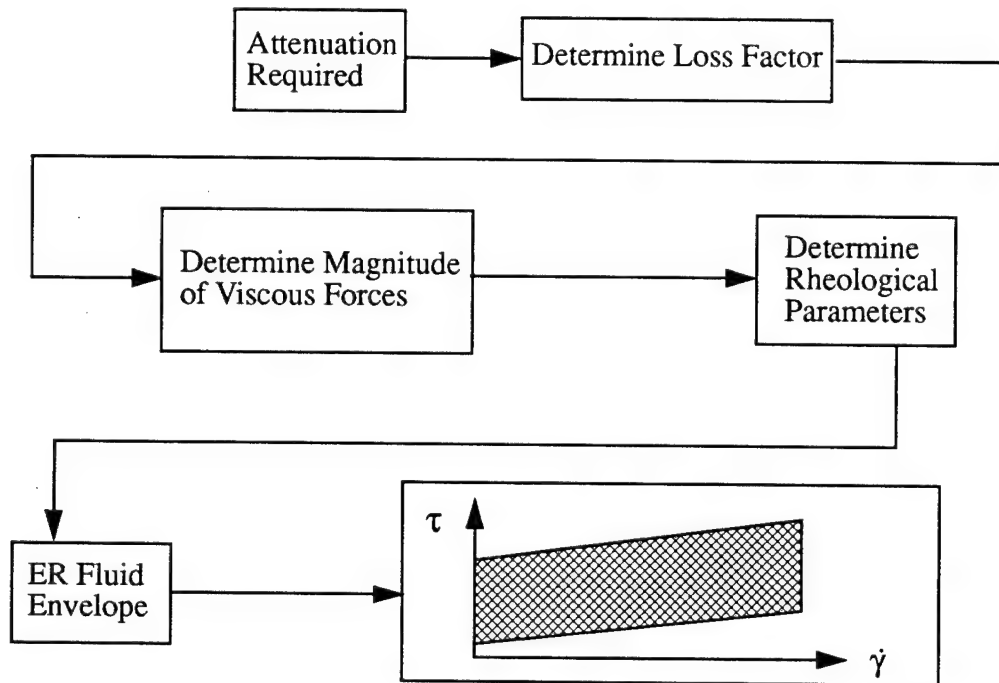 Attenuation
Required
Determine Loss Factor
Determine Magnitude
of Viscous Forces
Determine
Rheological
Parameters
ER Fluid
Envelope
τ
γ̇